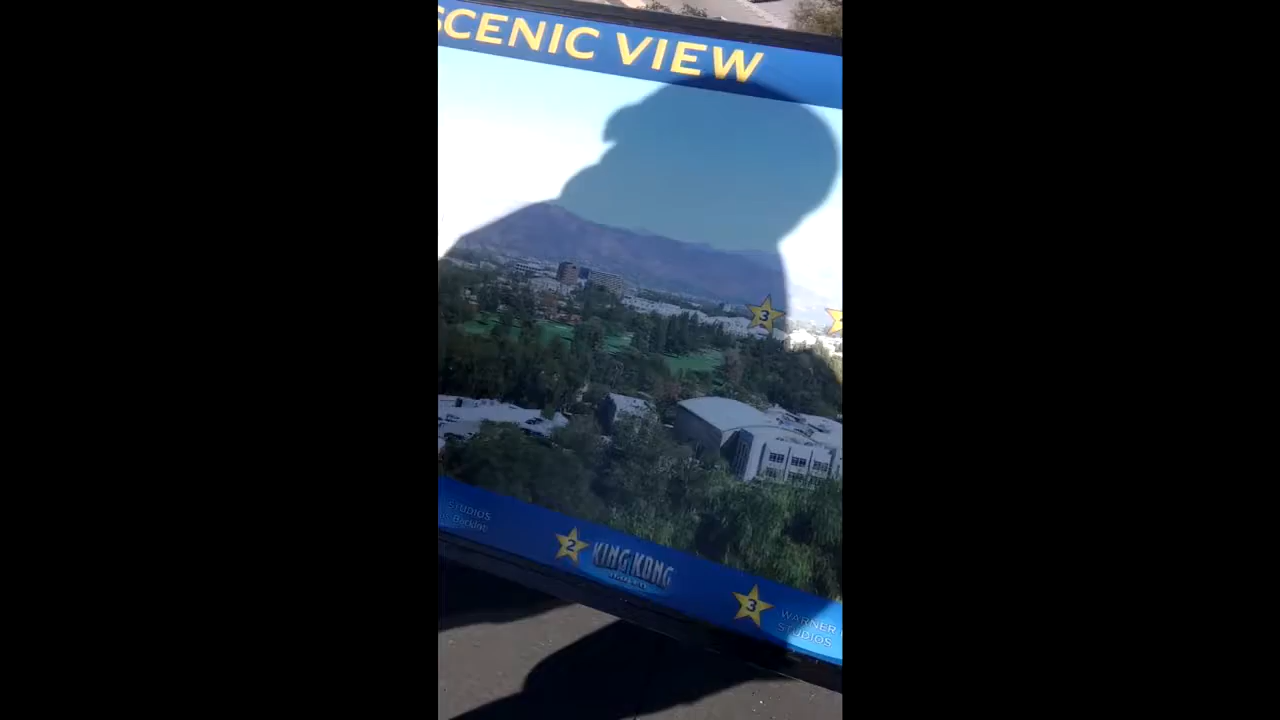 SCENIC VIEW
3
STUDIOS
Backlot
2
KING KONG
3
WARNER
STUDIOS